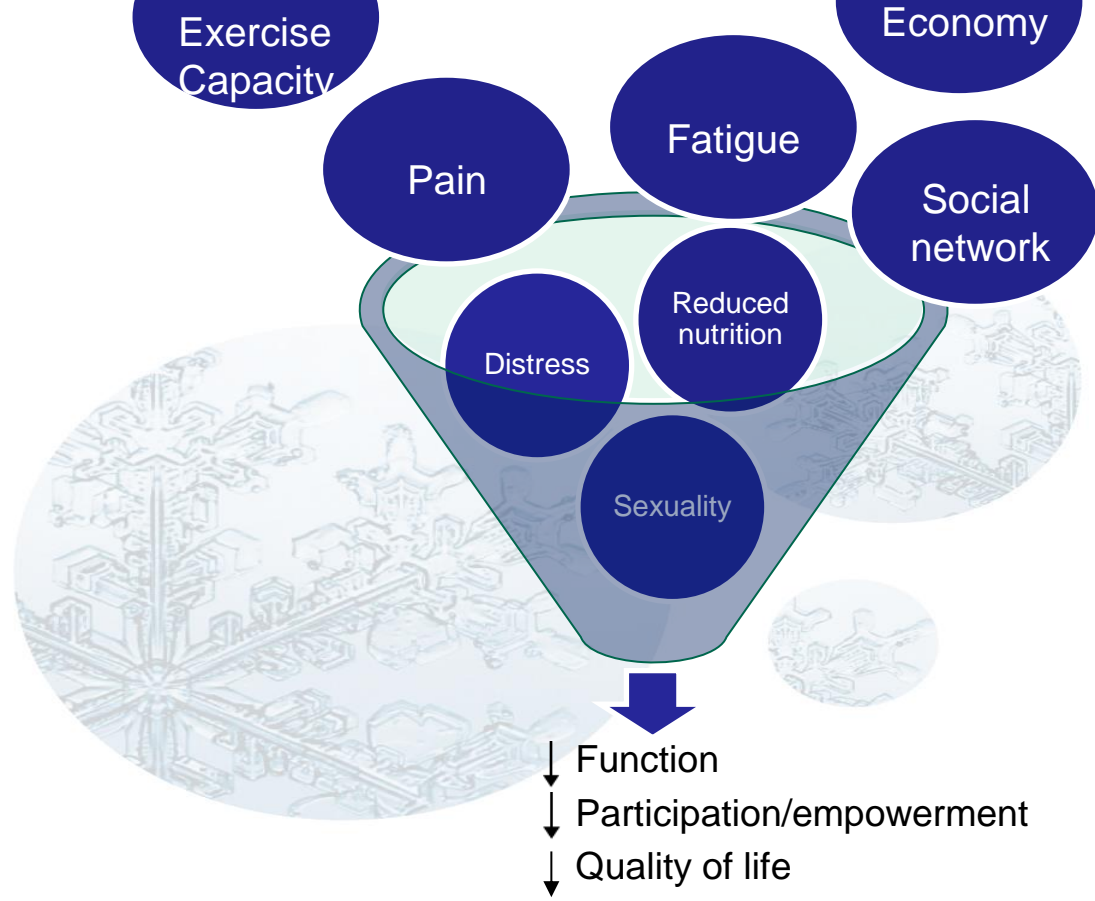 Exercise
Capacity
Economy
Fatigue
Pain
Social
network
Reduced
nutrition
Distress
Sexuality
↓ Function
↓ Participation/empowerment
↓ Quality of life